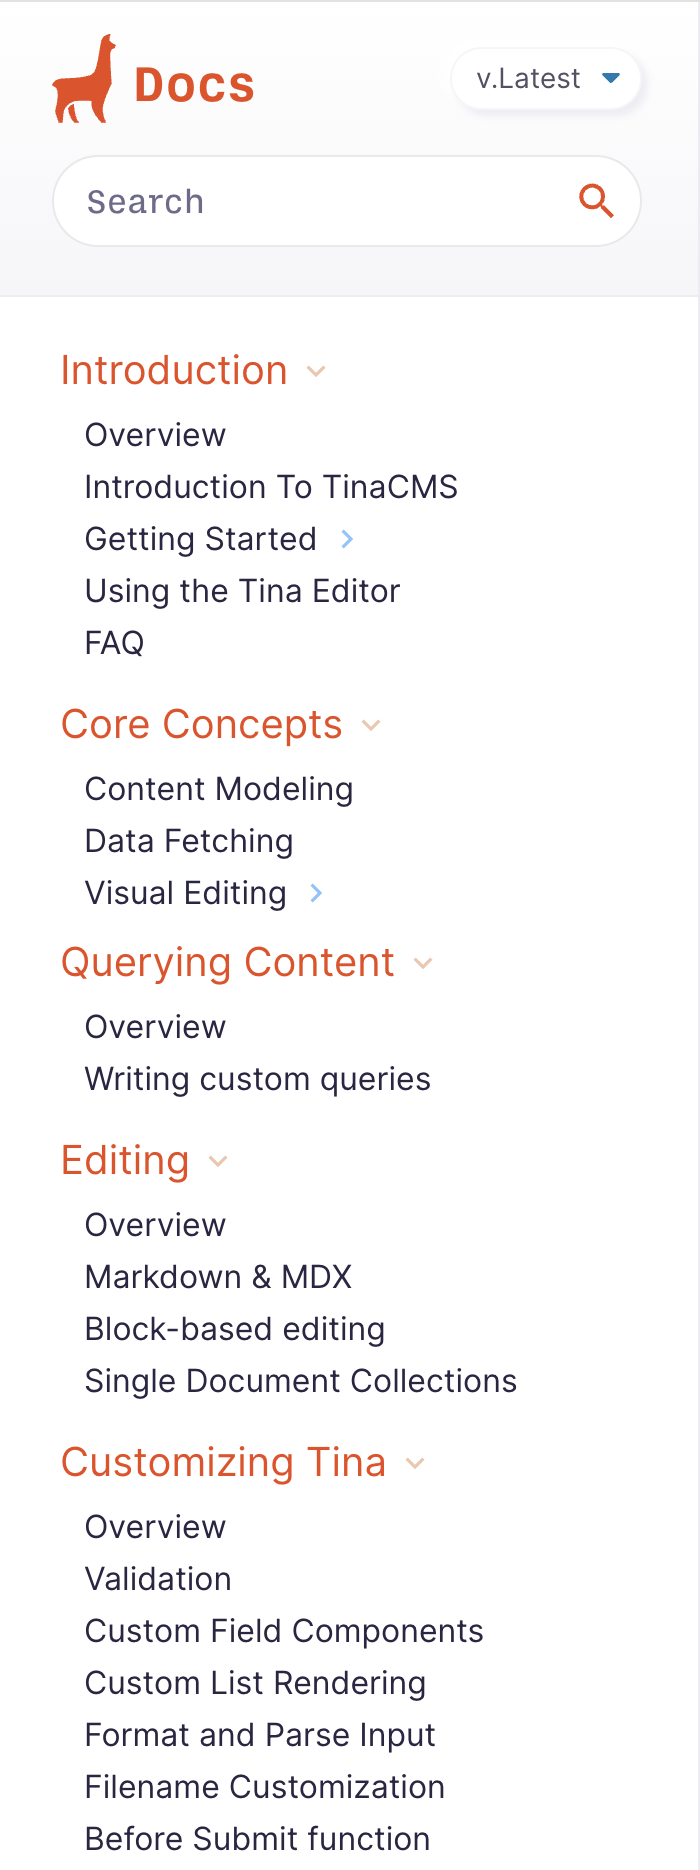 Docs
v.Latest
Search
Introduction
Overview
Introduction To TinaCMS
Getting Started
Using the Tina Editor
FAQ
Core Concepts
Content Modeling
Data Fetching
Visual Editing
Querying Content
Overview
Writing custom queries
Editing
Overview
Markdown & MDX
Block-based editing
Single Document Collections
Customizing Tina
Overview
Validation
Custom Field Components
Custom List Rendering
Format and Parse Input
Filename Customization
Before Submit function